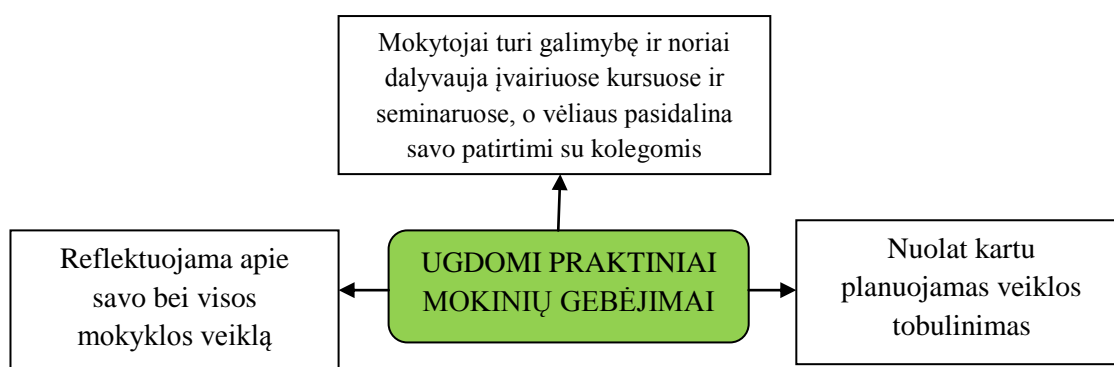 Mokytojai turi galimybę ir noriai
dalyvauja įvairiuose kursuose ir
seminaruose, o vėliaus pasidalina
savo patirtimi su kolegomis
Reflektuojama apie
savo bei visos
mokyklos veiklą
UGDOMI PRAKTINIAI
MOKINIŲ GEBĖJIMAI
Nuolat kartu
planuojamas veiklos
tobulinimas